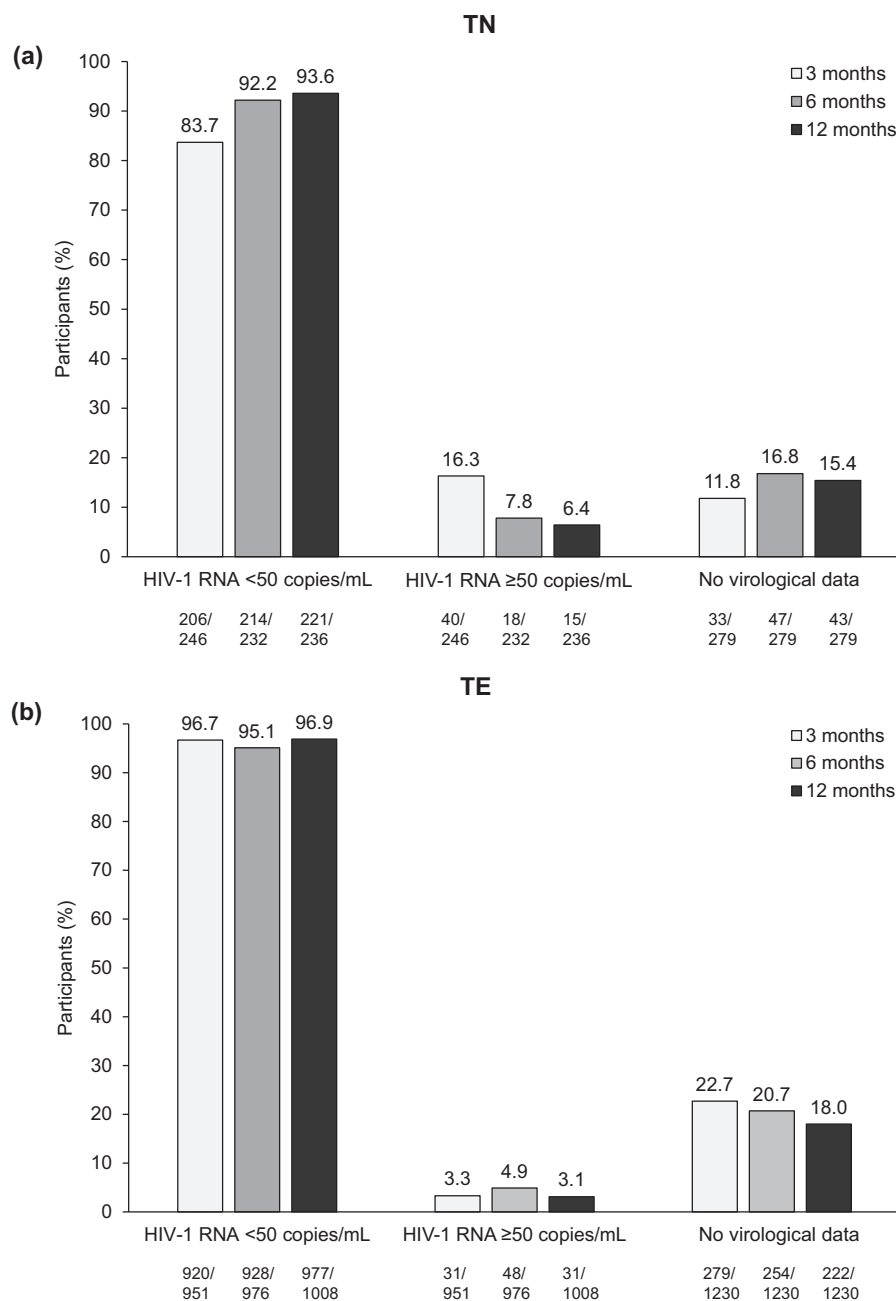 TN
(a)
100
90
80
70
60
50
40
30
20
10
0
Participants (%)
83.7
92.2
93.6
16.3
7.8
6.4
11.8
16.8
15.4
3 months
6 months
12 months
HIV-1 RNA <50 copies/mL
HIV-1 RNA ≥50 copies/mL
No virological data
206/ 214/ 221/ 40/ 18/ 15/ 33/ 47/ 43/
246 232 236 246 232 236 279 279 279
TE
(b)
100
90
80
70
60
50
40
30
20
10
0
Participants (%)
96.7
95.1
96.9
3.3
4.9
3.1
22.7
20.7
18.0
3 months
6 months
12 months
HIV-1 RNA <50 copies/mL
HIV-1 RNA ≥50 copies/mL
No virological data
920/ 928/ 977/ 31/ 48/ 31/ 279/ 254/ 222/
951 976 1008 951 976 1008 1230 1230 1230